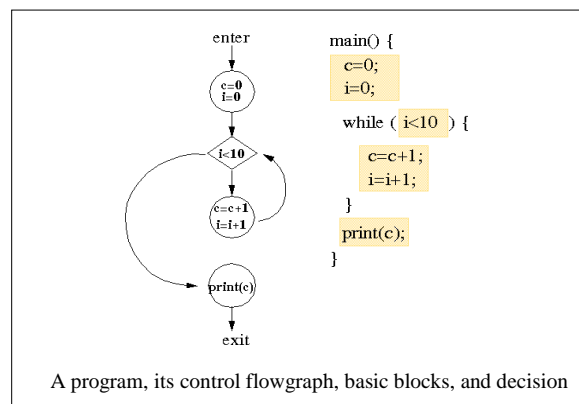 enter
c=0
i=0
i<10
c=c+1
i=i+1
print(c)
exit
main() {
c=0;
i=0;
while ( i<10 ) {
c=c+1;
i=i+1;
}
print(c);
}
A program, its control flowgraph, basic blocks, and decision